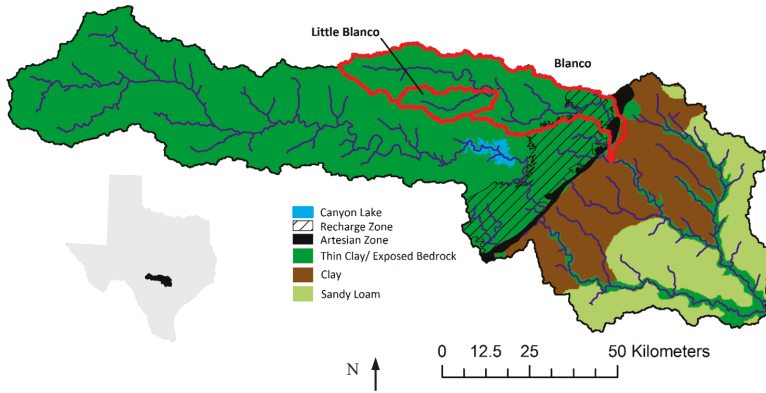 Little Blanco
Blanco
Canyon Lake
Recharge Zone
Artesian Zone
Thin Clay/ Exposed Bedrock
Clay
Sandy Loam
N
0 12.5 25 50 Kilometers